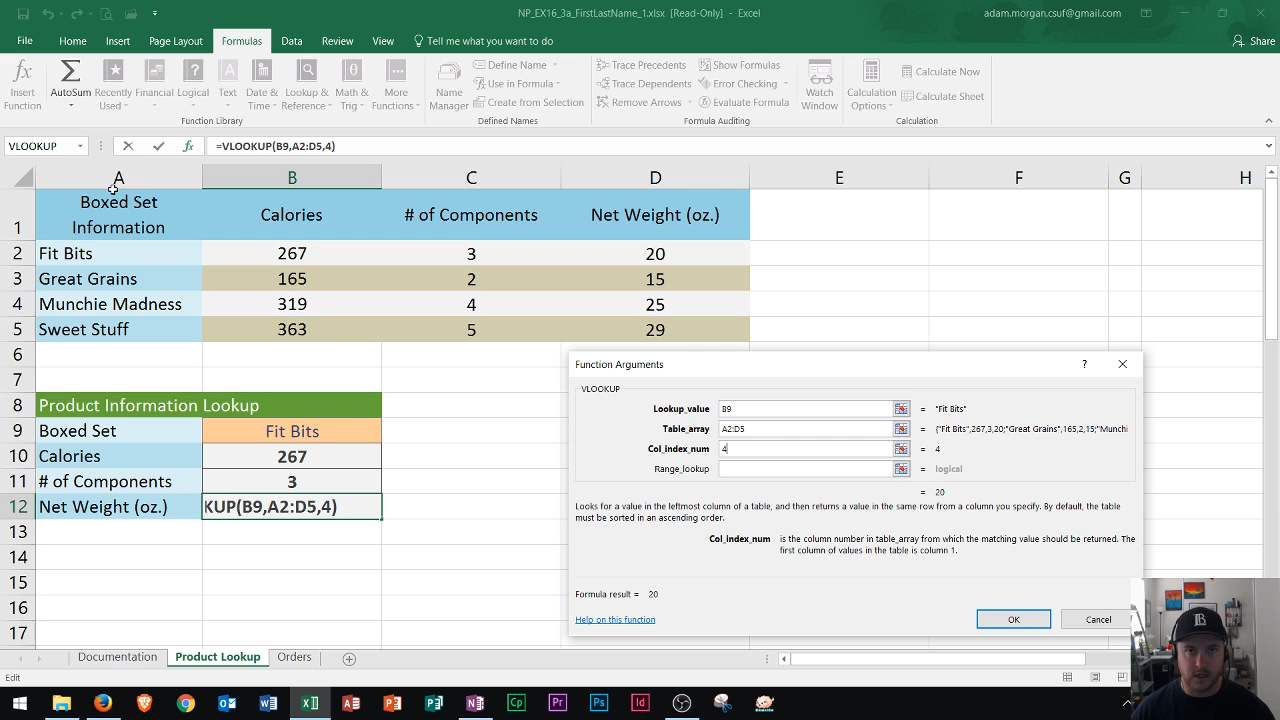 NP_EX16_3a_FirstLastName_1.xlsx [Read-Only] - Excel
adam.morgan.csuf@gmail.com
File Home Insert Page Layout Formulas Data Review View Tell me what you want to do Share
Insert Function
AutoSum
Recently Used
Financial
Logical
Text
Date & Time
Lookup & Reference
Math & Trig
More Functions
Function Library
Name Manager
Define Name
Use in Formula
Create from Selection
Defined Names
Trace Precedents
Trace Dependents
Remove Arrows
Show Formulas
Error Checking
Evaluate Formula
Formula Auditing
Watch Window
Calculation Options
Calculate Now
Calculate Sheet
Calculation
VLOOKUP fx =VLOOKUP(B9,A2:D5,4)
A B C D E F G H
1 Boxed Set Information Calories # of Components Net Weight (oz.)
2 Fit Bits 267 3 20
3 Great Grains 165 2 15
4 Munchie Madness 319 4 25
5 Sweet Stuff 363 5 29
6
7
8 Product Information Lookup
9 Boxed Set Fit Bits
10 Calories 267
11 # of Components 3
12 Net Weight (oz.) KUP(B9,A2:D5,4)
13
14
15
16
17
Function Arguments ?
VLOOKUP
Lookup_value B9 = "Fit Bits"
Table_array A2:D5 = {"Fit Bits",267,3,20;"Great Grains",165,2,15;"Munchi
Col_index_num 4 = 4
Range_lookup = logical
= 20
Looks for a value in the leftmost column of a table, and then returns a value in the same row from a column you specify. By default, the table
must be sorted in an ascending order.
Col_index_num is the column number in table_array from which the matching value should be returned. The
first column of values in the table is column 1.
Formula result = 20
Help on this function OK Cancel
Documentation Product Lookup Orders
Edit